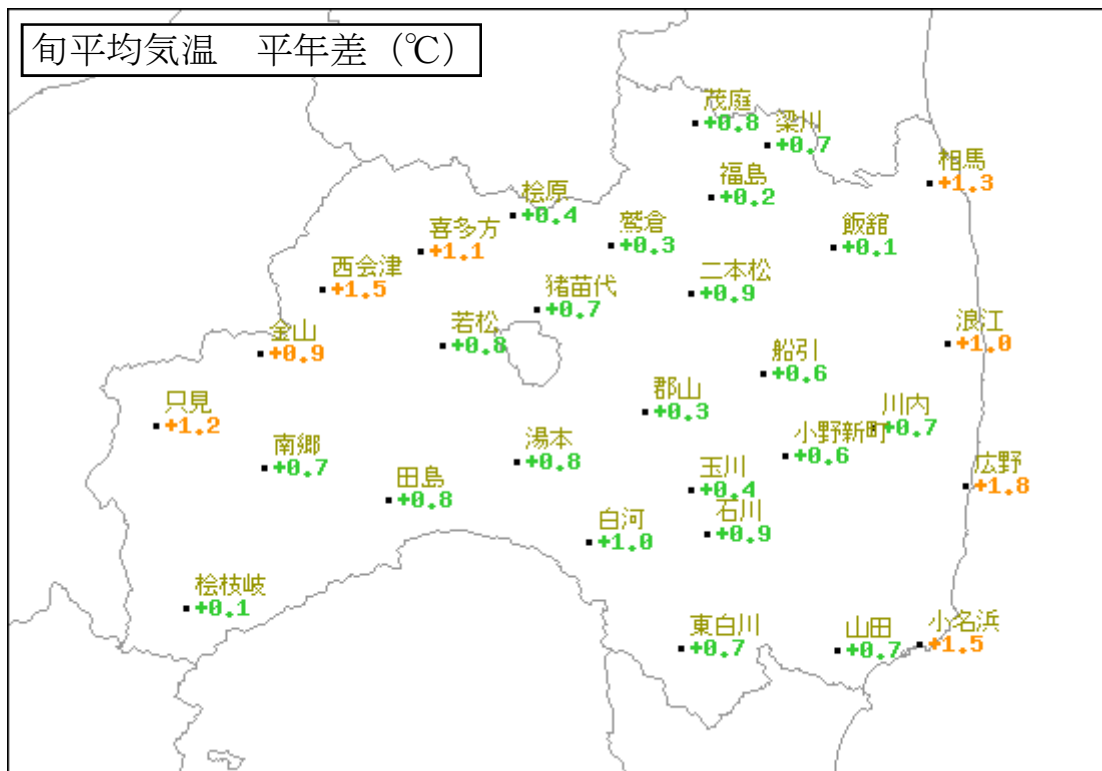 旬平均気温　平年差（℃）
茂庭
+0.8
梁川
+0.7
相馬
+1.3
福島
+0.2
桧原
+0.4
鷲倉
+0.3
飯舘
+0.1
喜多方
+1.1
西会津
+1.5
猪苗代
+0.7
二本松
+0.9
金山
+0.9
若松
+0.8
船引
+0.6
浪江
+1.0
只見
+1.2
郡山
+0.3
川内
+0.7
南郷
+0.7
湯本
+0.8
小野新町
+0.6
田島
+0.8
玉川
+0.4
広野
+1.8
白河
+1.0
石川
+0.9
桧枝岐
+0.1
東白川
+0.7
山田
+0.7
小名浜
+1.5